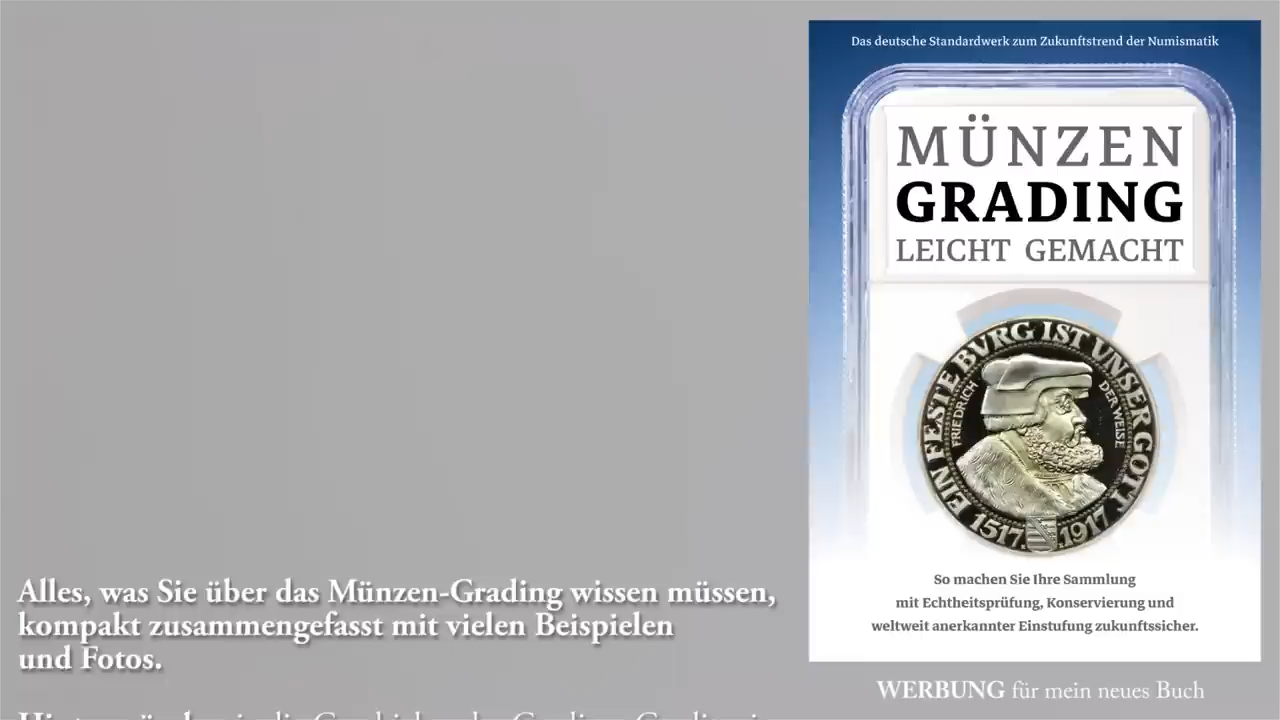 Das deutsche Standardwerk zum Zukunftstrend der Numismatik
MÜNZEN
GRADING
LEICHT GEMACHT
EIN FESTE BVRG IST UNSER GOTT
FRIEDRICH
DER WEISE
1517 1917
So machen Sie Ihre Sammlung
mit Echtheitsprüfung, Konservierung und
weltweit anerkannter Einstufung zukunftssicher.
WERBUNG für mein neues Buch
Alles, was Sie über das Münzen-Grading wissen müssen,
kompakt zusammengefasst mit vielen Beispielen
und Fotos.